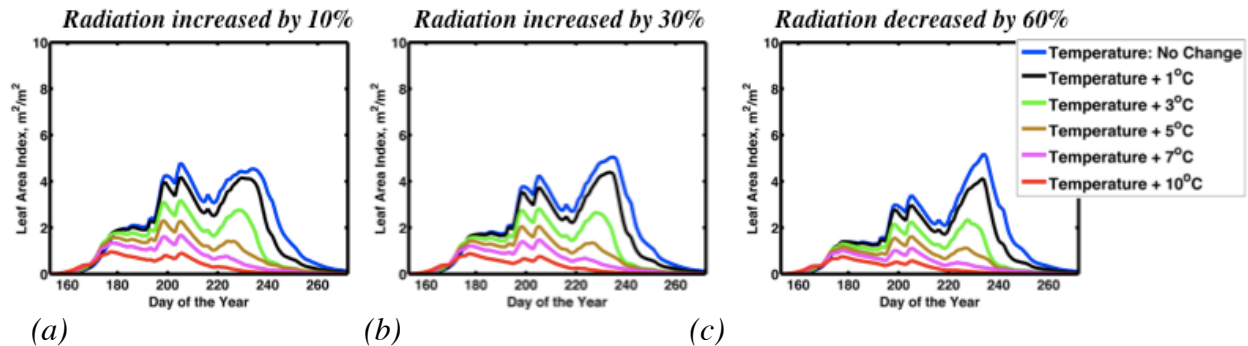 Radiation increased by 10%
Radiation increased by 30%
Radiation decreased by 60%
10
8
6
4
2
0
Leaf Area Index, m²/m²
160 180 200 220 240 260
Day of the Year
10
8
6
4
2
0
Leaf Area Index, m²/m²
160 180 200 220 240 260
Day of the Year
10
8
6
4
2
0
Leaf Area Index, m²/m²
160 180 200 220 240 260
Day of the Year
Temperature: No Change
Temperature + 1°C
Temperature + 3°C
Temperature + 5°C
Temperature + 7°C
Temperature + 10°C
(a)
(b)
(c)